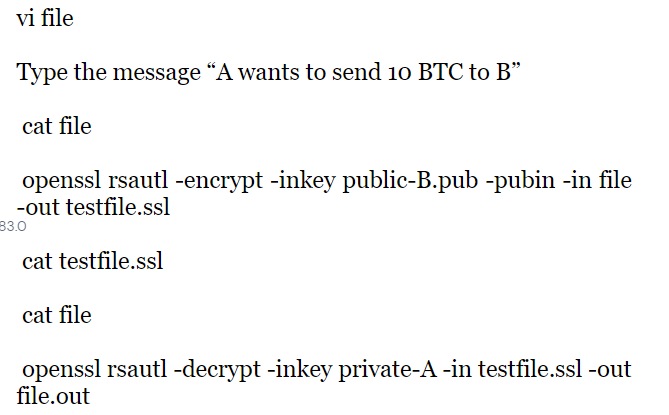 vi file
Type the message “A wants to send 10 BTC to B”
cat file
openssl rsautl -encrypt -inkey public-B.pub -pubin -in file
-out testfile.ssl
83.0
cat testfile.ssl
cat file
openssl rsautl -decrypt -inkey private-A -in testfile.ssl -out
file.out